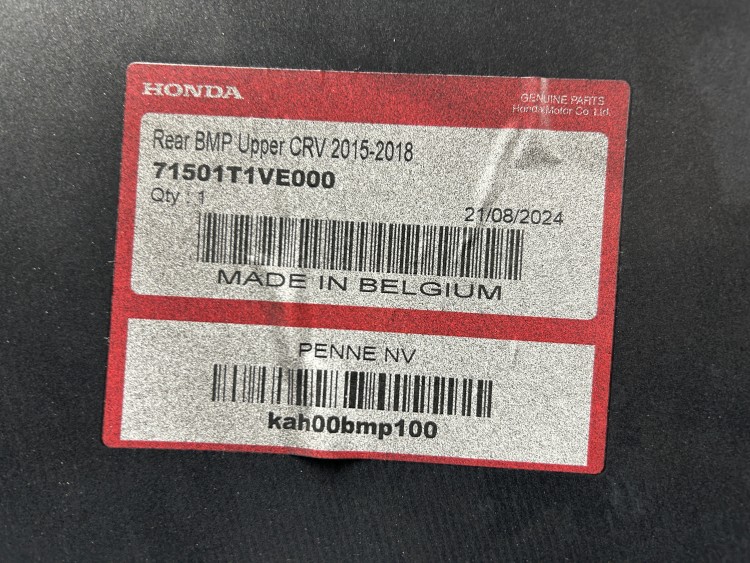 HONDA
GENUINE PARTS
Honda Motor Co. Ltd.
Rear BMP Upper CRV 2015-2018
71501T1VE000
Qty : 1
21/08/2024
MADE IN BELGIUM
PENNE NV
kah00bmp100